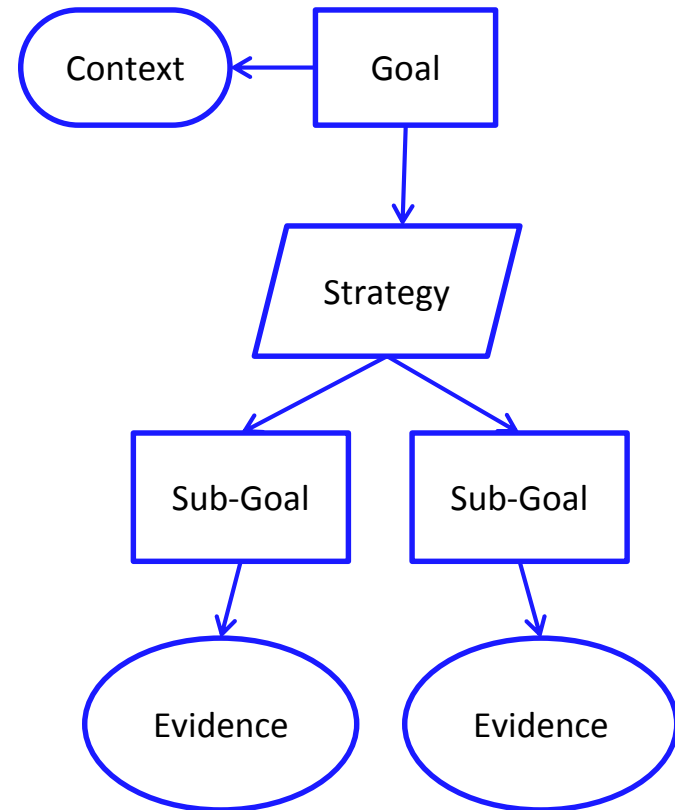 Context
Goal
Strategy
Sub-Goal
Sub-Goal
Evidence
Evidence